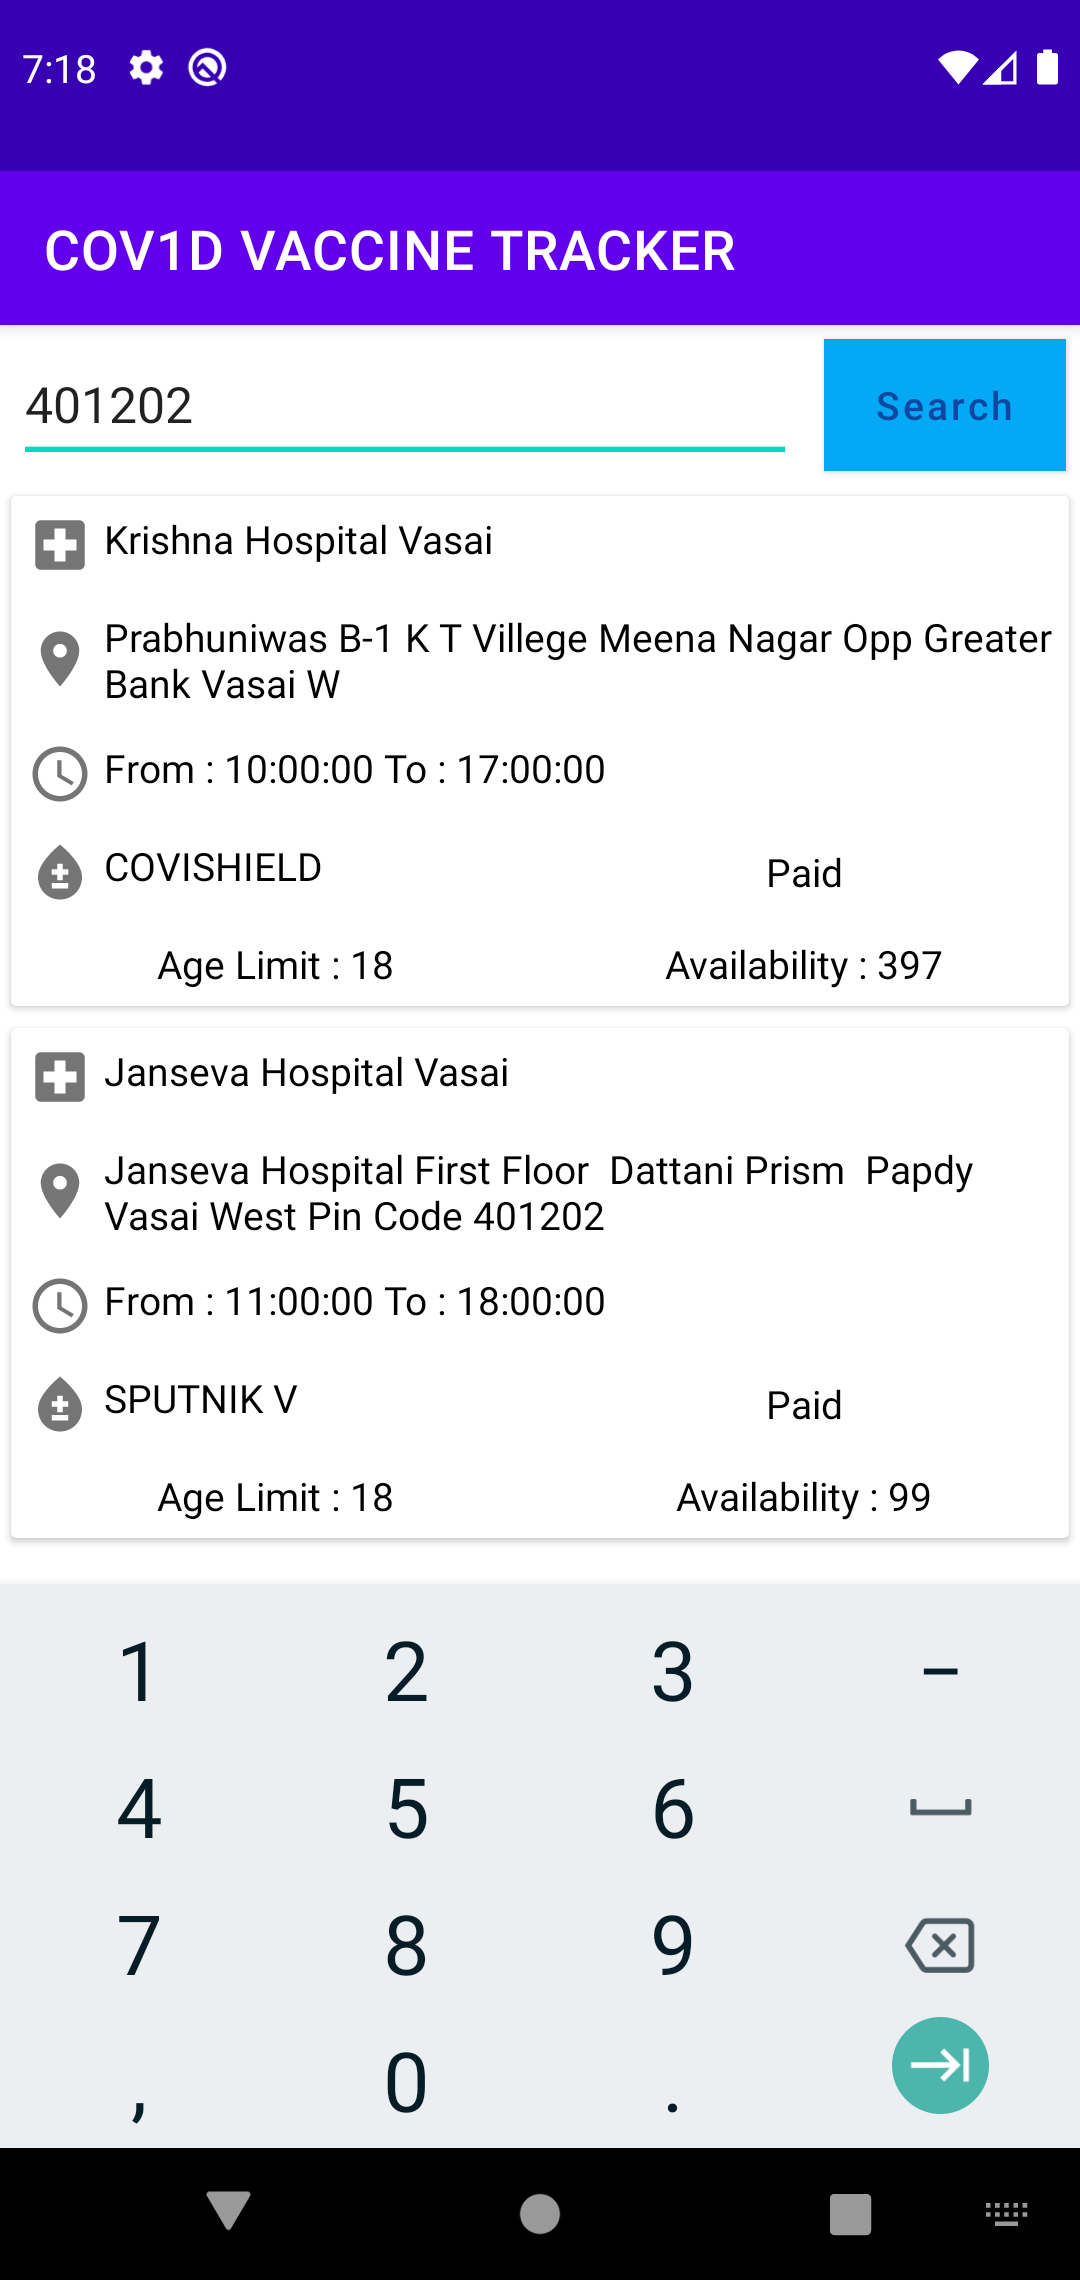 7:18
COV1D VACCINE TRACKER
401202
Search
Krishna Hospital Vasai
Prabhuniwas B-1 K T Villege Meena Nagar Opp Greater
Bank Vasai W
From : 10:00:00 To : 17:00:00
COVISHIELD
Paid
Age Limit : 18
Availability : 397
Janseva Hospital Vasai
Janseva Hospital First Floor  Dattani Prism  Papdy
Vasai West Pin Code 401202
From : 11:00:00 To : 18:00:00
SPUTNIK V
Paid
Age Limit : 18
Availability : 99
1 2 3 –
4 5 6
7 8 9
, 0 .